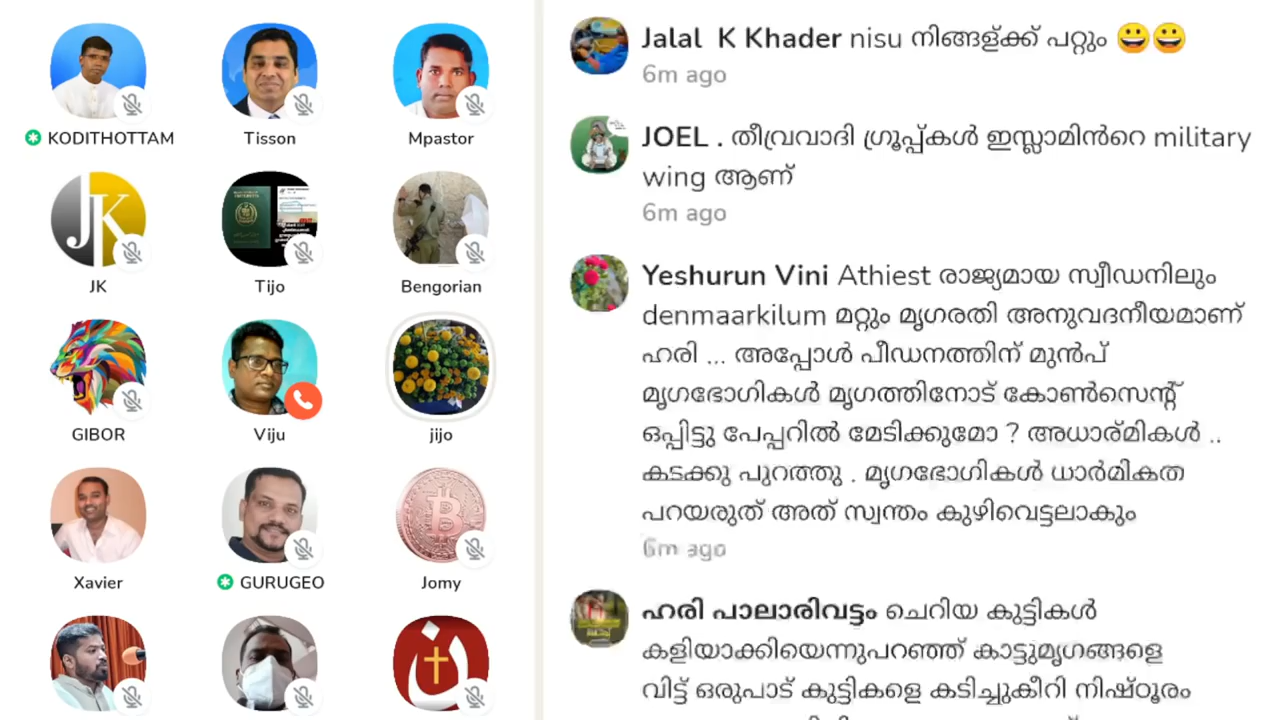 KODITHOTTAM
Tisson
Mpastor
JK
JK
Tijo
Bengorian
GIBOR
Viju
jijo
Xavier
GURUGEO
Jomy
Jalal K Khader nisu നിങ്ങള്ക്ക് പറ്റും 😀😀
6m ago
JOEL . തീവ്രവാദി ഗ്രൂപ്പ്കൾ ഇസ്ലാമിൻറെ military
wing ആണ്
6m ago
Yeshurun Vini Athiest രാജ്യമായ സ്വീഡനിലും
denmaarkilum മറ്റും മൃഗരതി അനുവദനീയമാണ്
ഹരി ... അപ്പോൾ പീഡനത്തിന് മുൻപ്
മൃഗഭോഗികൾ മൃഗത്തിനോട് കോൺസെന്റ്
ഒപ്പിട്ടു പേപ്പറിൽ മേടിക്കുമോ ? അധാര്മികൾ ..
കടക്കു പുറത്തു . മൃഗഭോഗികൾ ധാർമികത
പറയരുത് അത് സ്വന്തം കുഴിവെട്ടലാകും
6m ago
ഹരി പാലാരിവട്ടം ചെറിയ കുട്ടികൾ
കളിയാക്കിയെന്നുപറഞ്ഞ് കാട്ടുമൃഗങ്ങളെ
വിട്ട് ഒരുപാട് കുട്ടികളെ കടിച്ചുകീറി നിഷ്ഠൂരം